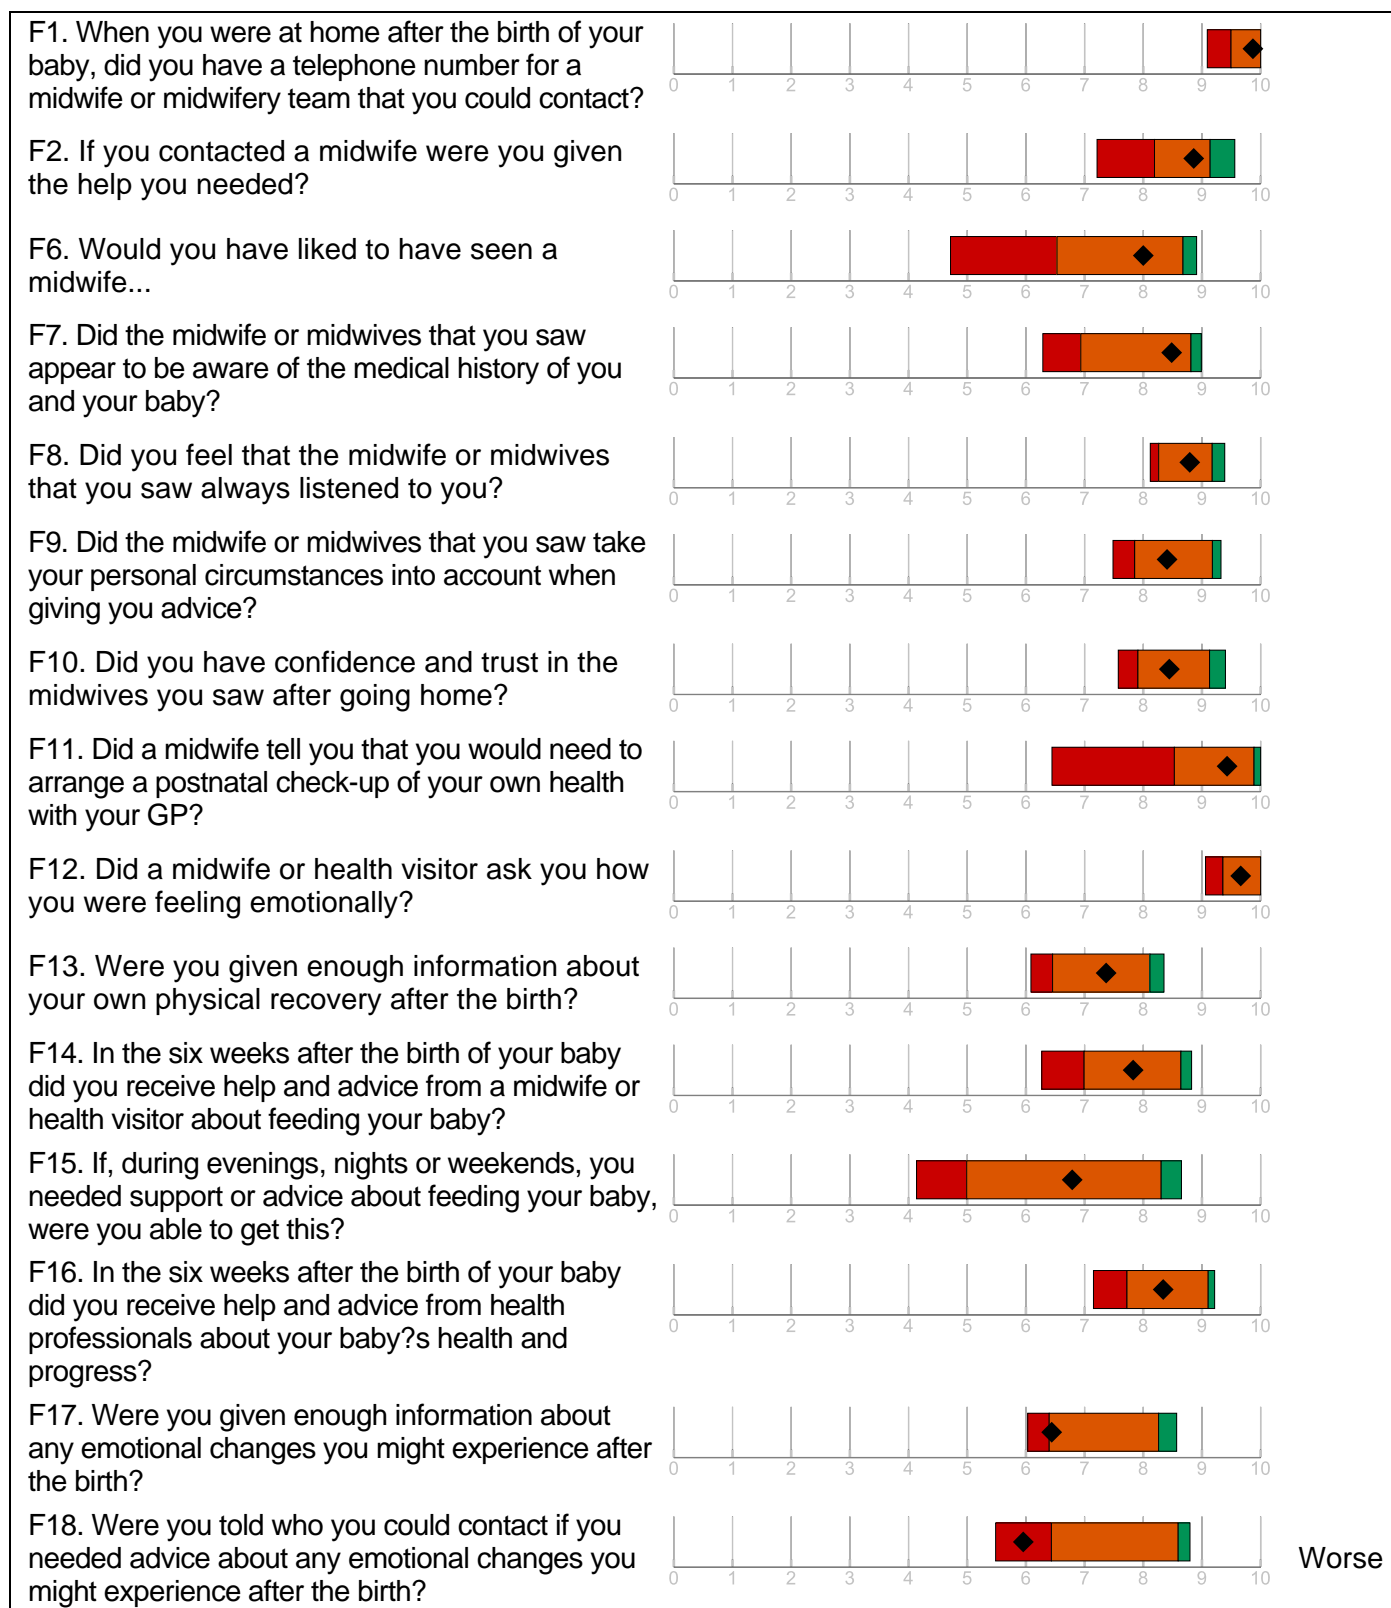 F1. When you were at home after the birth of your
baby, did you have a telephone number for a
midwife or midwifery team that you could contact?
0 1 2 3 4 5 6 7 8 9 10
F2. If you contacted a midwife were you given
the help you needed?
0 1 2 3 4 5 6 7 8 9 10
F6. Would you have liked to have seen a
midwife...
0 1 2 3 4 5 6 7 8 9 10
F7. Did the midwife or midwives that you saw
appear to be aware of the medical history of you
and your baby?
0 1 2 3 4 5 6 7 8 9 10
F8. Did you feel that the midwife or midwives
that you saw always listened to you?
0 1 2 3 4 5 6 7 8 9 10
F9. Did the midwife or midwives that you saw take
your personal circumstances into account when
giving you advice?
0 1 2 3 4 5 6 7 8 9 10
F10. Did you have confidence and trust in the
midwives you saw after going home?
0 1 2 3 4 5 6 7 8 9 10
F11. Did a midwife tell you that you would need to
arrange a postnatal check-up of your own health
with your GP?
0 1 2 3 4 5 6 7 8 9 10
F12. Did a midwife or health visitor ask you how
you were feeling emotionally?
0 1 2 3 4 5 6 7 8 9 10
F13. Were you given enough information about
your own physical recovery after the birth?
0 1 2 3 4 5 6 7 8 9 10
F14. In the six weeks after the birth of your baby
did you receive help and advice from a midwife or
health visitor about feeding your baby?
0 1 2 3 4 5 6 7 8 9 10
F15. If, during evenings, nights or weekends, you
needed support or advice about feeding your baby,
were you able to get this?
0 1 2 3 4 5 6 7 8 9 10
F16. In the six weeks after the birth of your baby
did you receive help and advice from health
professionals about your baby?s health and
progress?
0 1 2 3 4 5 6 7 8 9 10
F17. Were you given enough information about
any emotional changes you might experience after
the birth?
0 1 2 3 4 5 6 7 8 9 10
F18. Were you told who you could contact if you
needed advice about any emotional changes you
might experience after the birth?
0 1 2 3 4 5 6 7 8 9 10
Worse